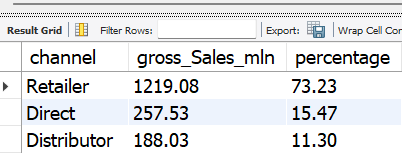 Result Grid Filter Rows: Export: Wrap Cell Con
channel gross_Sales_mln percentage
Retailer 1219.08 73.23
Direct 257.53 15.47
Distributor 188.03 11.30